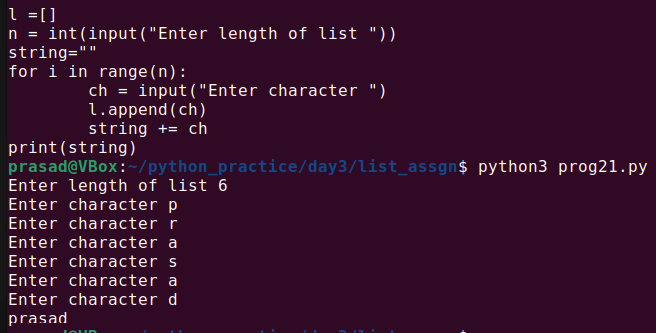 l =[]
n = int(input("Enter length of list "))
string=""
for i in range(n):
        ch = input("Enter character ")
        l.append(ch)
        string += ch
print(string)
prasad@VBox:~/python_practice/day3/list_assgn$ python3 prog21.py
Enter length of list 6
Enter character p
Enter character r
Enter character a
Enter character s
Enter character a
Enter character d
prasad